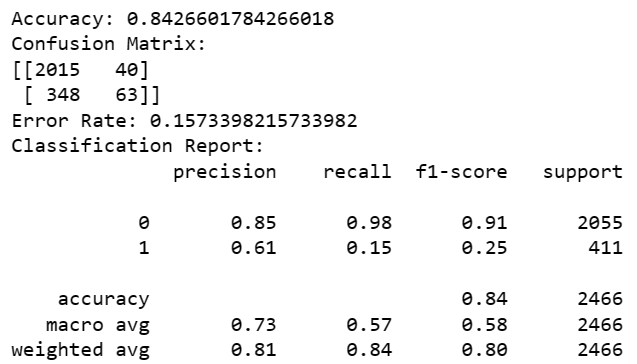 Accuracy: 0.8426601784266018
Confusion Matrix:
[[2015   40]
 [ 348   63]]
Error Rate: 0.1573398215733982
Classification Report:
              precision    recall  f1-score   support

           0       0.85      0.98      0.91      2055
           1       0.61      0.15      0.25       411

    accuracy                           0.84      2466
   macro avg       0.73      0.57      0.58      2466
weighted avg       0.81      0.84      0.80      2466